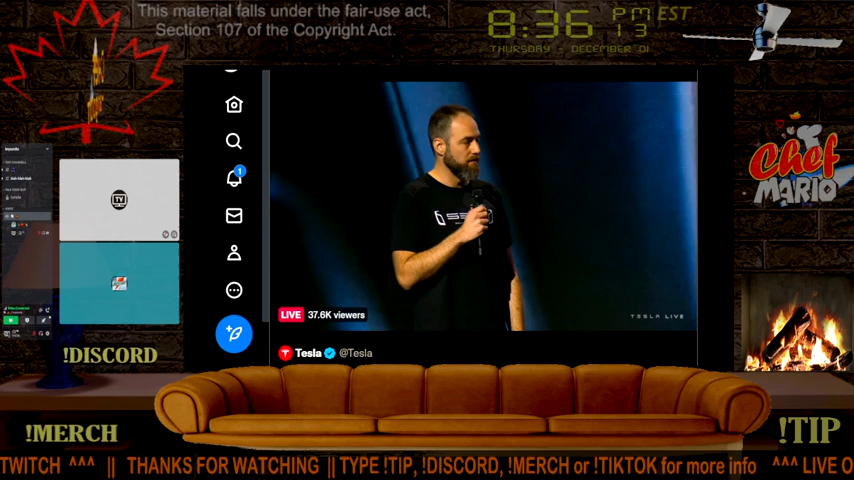 This material falls under the fair-use act,
Section 107 of the Copyright Act.
8:36 PM EST
13
THURSDAY - DECEMBER 01
Chef
MARIO
TV
1
LIVE 37.6K viewers
TESLA LIVE
Tesla @Tesla
!DISCORD
!MERCH
!TIP
TWITCH ^^^ || THANKS FOR WATCHING || TYPE !TIP, !DISCORD, !MERCH or !TIKTOK for more info ^^^ LIVE O